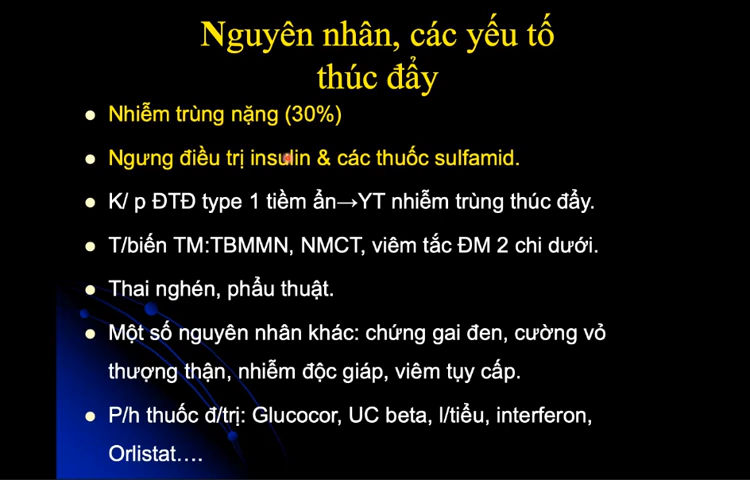 Nguyên nhân, các yếu tố
thúc đẩy
Nhiễm trùng nặng (30%)
Ngưng điều trị insulin & các thuốc sulfamid.
K/ p ĐTĐ type 1 tiềm ẩn→YT nhiễm trùng thúc đẩy.
T/biến TM:TBMMN, NMCT, viêm tắc ĐM 2 chi dưới.
Thai nghén, phẩu thuật.
Một số nguyên nhân khác: chứng gai đen, cường vỏ
thượng thận, nhiễm độc giáp, viêm tụy cấp.
P/h thuốc đ/trị: Glucocor, UC beta, l/tiểu, interferon,
Orlistat….